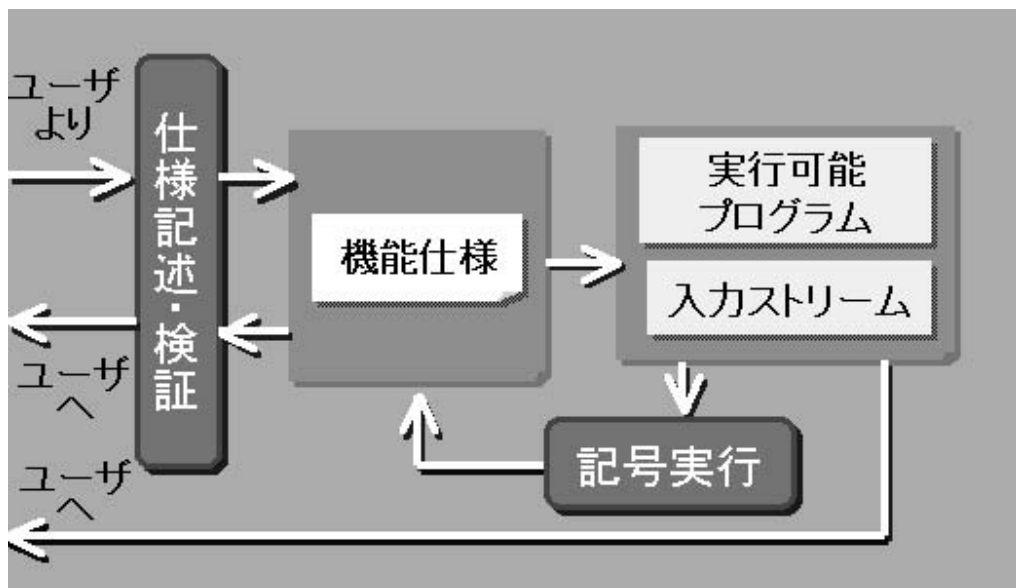 ユーザ
より
仕様記述・検証
機能仕様
実行可能
プログラム
入力ストリーム
ユーザ
へ
記号実行
ユーザ
へ